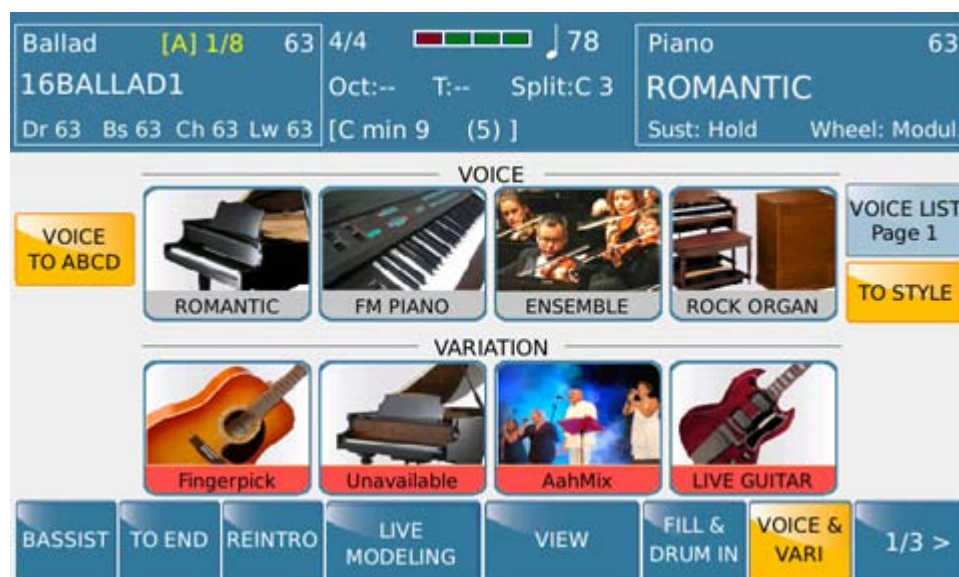 Ballad [A] 1/8 63
16BALLAD1
Dr 63 Bs 63 Ch 63 Lw 63
4/4 78
Oct:-- T:-- Split:C 3
[C min 9 (5) ]
Piano 63
ROMANTIC
Sust: Hold Wheel: Modul.
VOICE
VOICE
TO ABCD
ROMANTIC
FM PIANO
ENSEMBLE
ROCK ORGAN
VOICE LIST
Page 1
TO STYLE
VARIATION
Fingerpick
Unavailable
AahMix
LIVE GUITAR
BASSIST
TO END
REINTRO
LIVE
MODELING
VIEW
FILL &
DRUM IN
VOICE &
VARI
1/3 >